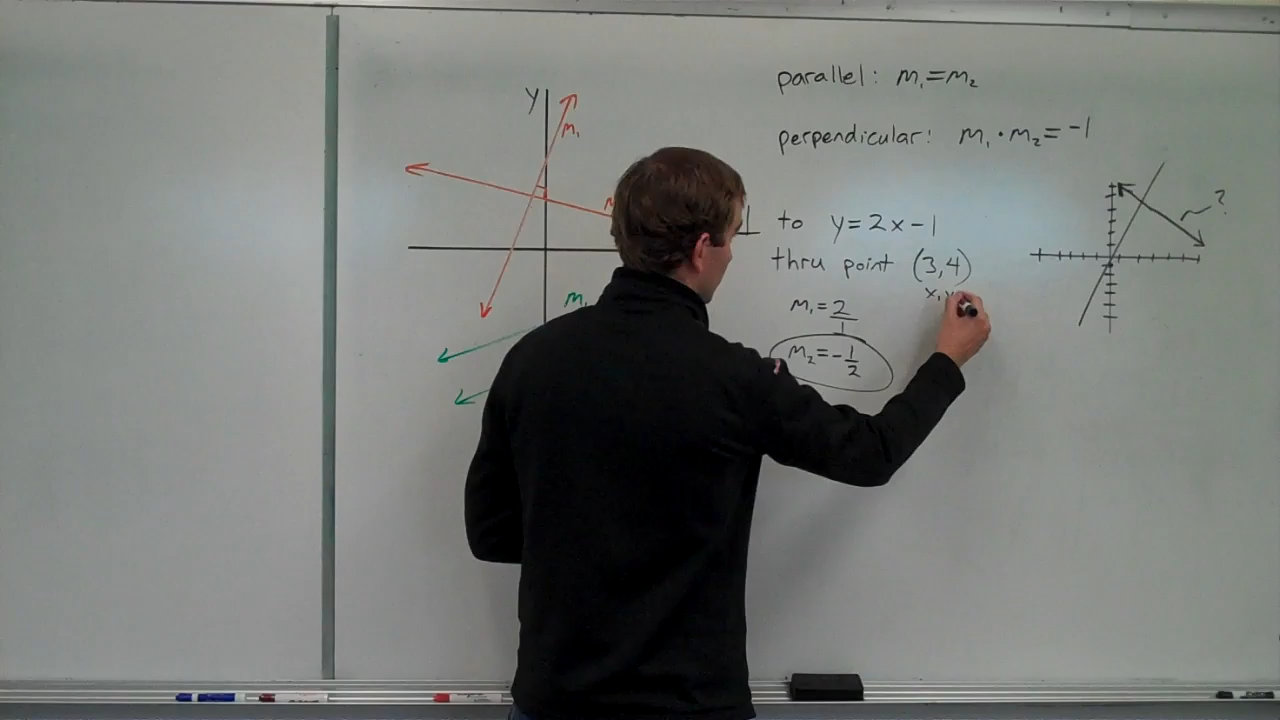 parallel: m₁=m₂
perpendicular: m₁·m₂=-1
⊥ to y=2x-1
thru point (3,4)
x₁
m₁=2/1
m₂=-1/2
y
m₁
m₁
?